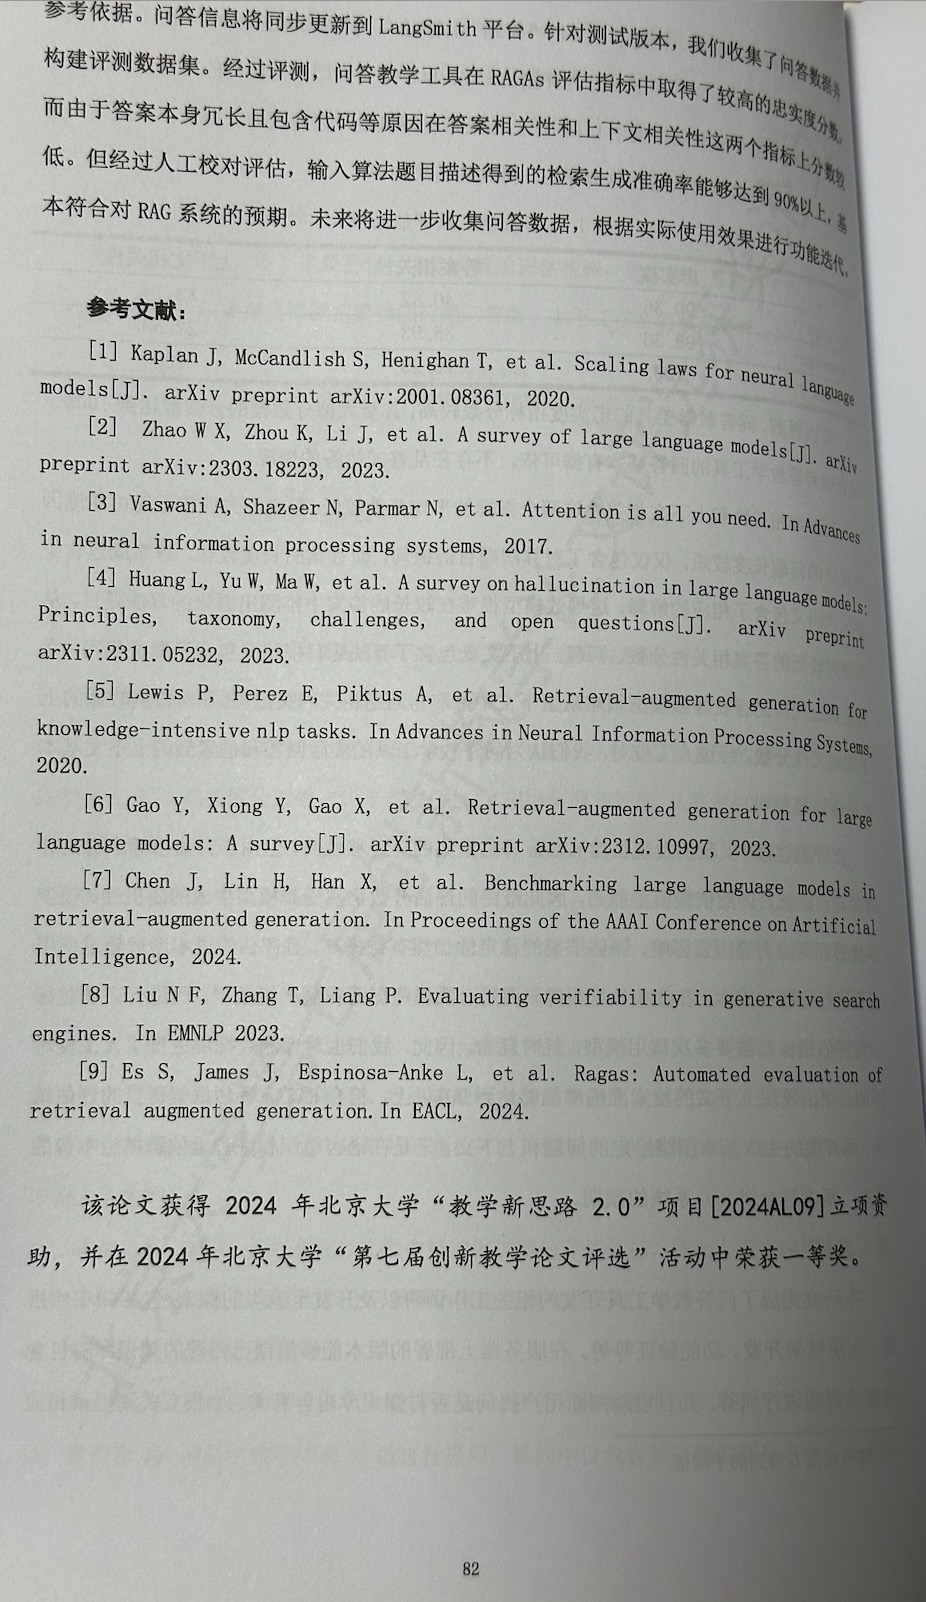 参考依据。问答信息将同步更新到 LangSmith 平台。针对测试版本，我们收集了问答数据并
构建评测数据集。经过评测，问答教学工具在 RAGAs 评估指标中取得了较高的忠实度分数，
而由于答案本身冗长且包含代码等原因在答案相关性和上下文相关性这两个指标上分数较
低。但经过人工校对评估，输入算法题目描述得到的检索生成准确率能够达到 90%以上，基
本符合对 RAG 系统的预期。未来将进一步收集问答数据，根据实际使用效果进行功能迭代。
参考文献：
[1] Kaplan J, McCandlish S, Henighan T, et al. Scaling laws for neural language
models[J]. arXiv preprint arXiv:2001.08361, 2020.
[2] Zhao W X, Zhou K, Li J, et al. A survey of large language models[J]. arXiv
preprint arXiv:2303.18223, 2023.
[3] Vaswani A, Shazeer N, Parmar N, et al. Attention is all you need. In Advances
in neural information processing systems, 2017.
[4] Huang L, Yu W, Ma W, et al. A survey on hallucination in large language models:
Principles, taxonomy, challenges, and open questions[J]. arXiv preprint
arXiv:2311.05232, 2023.
[5] Lewis P, Perez E, Piktus A, et al. Retrieval-augmented generation for
knowledge-intensive nlp tasks. In Advances in Neural Information Processing Systems,
2020.
[6] Gao Y, Xiong Y, Gao X, et al. Retrieval-augmented generation for large
language models: A survey[J]. arXiv preprint arXiv:2312.10997, 2023.
[7] Chen J, Lin H, Han X, et al. Benchmarking large language models in
retrieval-augmented generation. In Proceedings of the AAAI Conference on Artificial
Intelligence, 2024.
[8] Liu N F, Zhang T, Liang P. Evaluating verifiability in generative search
engines. In EMNLP 2023.
[9] Es S, James J, Espinosa-Anke L, et al. Ragas: Automated evaluation of
retrieval augmented generation. In EACL, 2024.
该论文获得 2024 年北京大学“教学新思路 2.0”项目[2024AL09]立项资
助，并在 2024 年北京大学“第七届创新教学论文评选”活动中荣获一等奖。
82